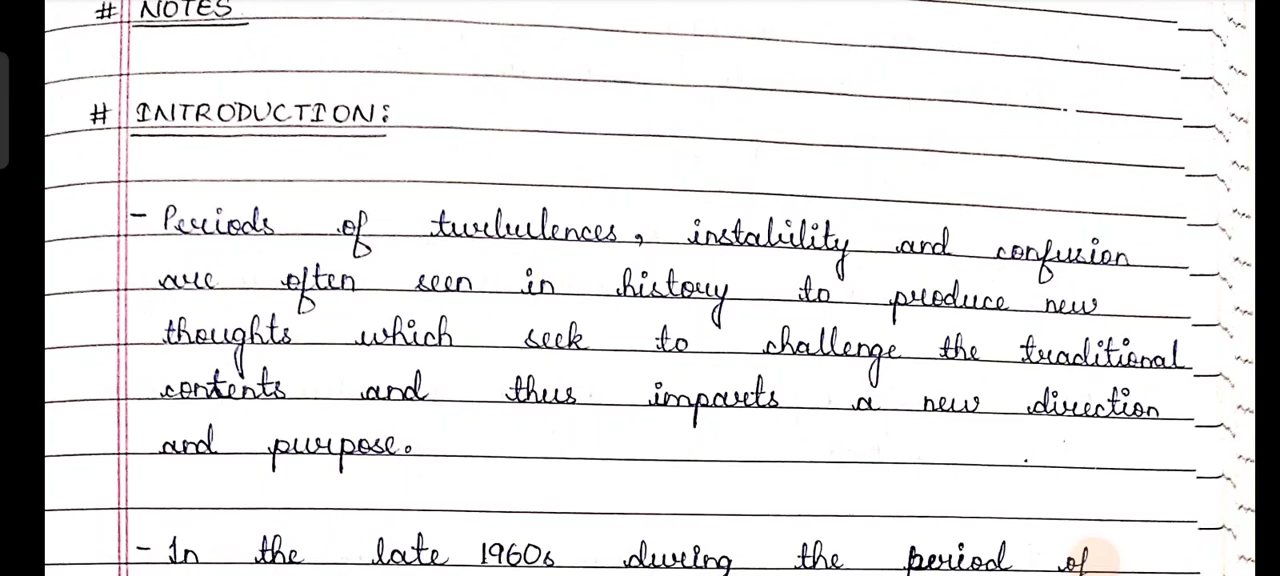 # NOTES
# INTRODUCTION:
- Periods of turbulences, instability and confusion
are often seen in history to produce new
thoughts which seek to challenge the traditional
contents and thus imparts a new direction
and purpose.
- In the late 1960s during the period of